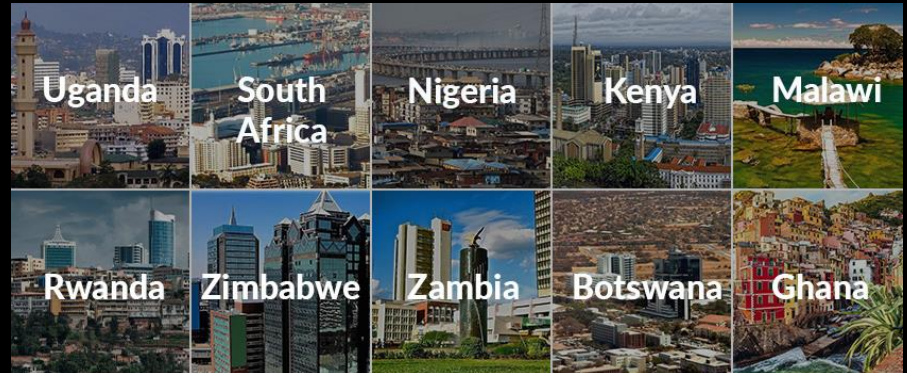 Uganda
South
Africa
Nigeria
Kenya
Malawi
Rwanda
Zimbabwe
Zambia
Botswana
Ghana